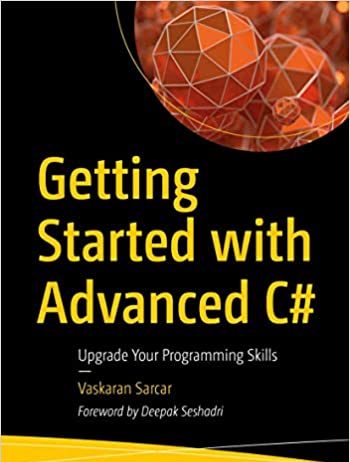 Getting
Started with
Advanced C#
Upgrade Your Programming Skills
Vaskaran Sarcar
Foreword by Deepak Seshadri